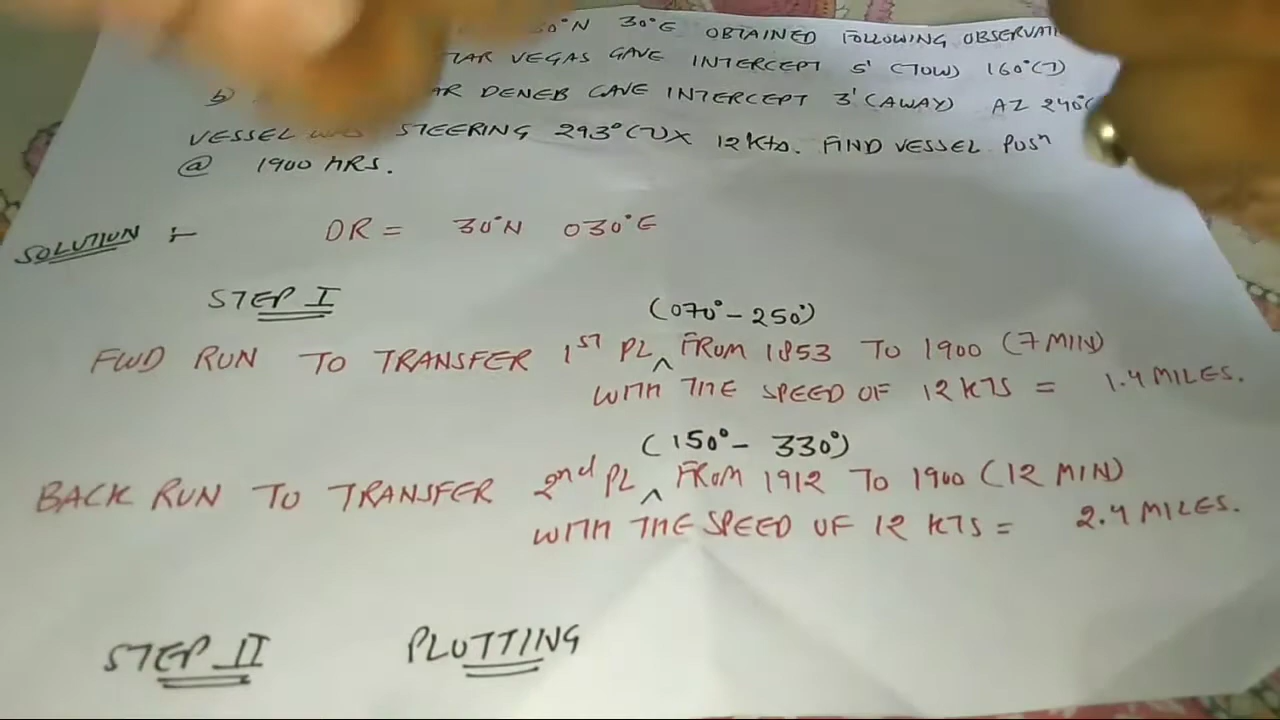 30°N 30°E OBTAINED FOLLOWING
VEGAS GAVE INTERCEPT 5' (TOW) 160°(T)
b) DENEB GAVE INTERCEPT 3' (AWAY) AZ 240°
VESSEL STEERING 293°(T) X 12 Kts. FIND VESSEL POSN
@ 1900 HRS.
SOLUTION :- DR = 30°N 030°E
STEP I
(070° - 250°)
FWD RUN TO TRANSFER 1ST PL ^ FROM 1853 TO 1900 (7 MIN)
WITH THE SPEED OF 12 KTS = 1.4 MILES.
(150° - 330°)
BACK RUN TO TRANSFER 2nd PL ^ FROM 1912 TO 1900 (12 MIN)
WITH THE SPEED OF 12 KTS = 2.4 MILES.
STEP II PLOTTING